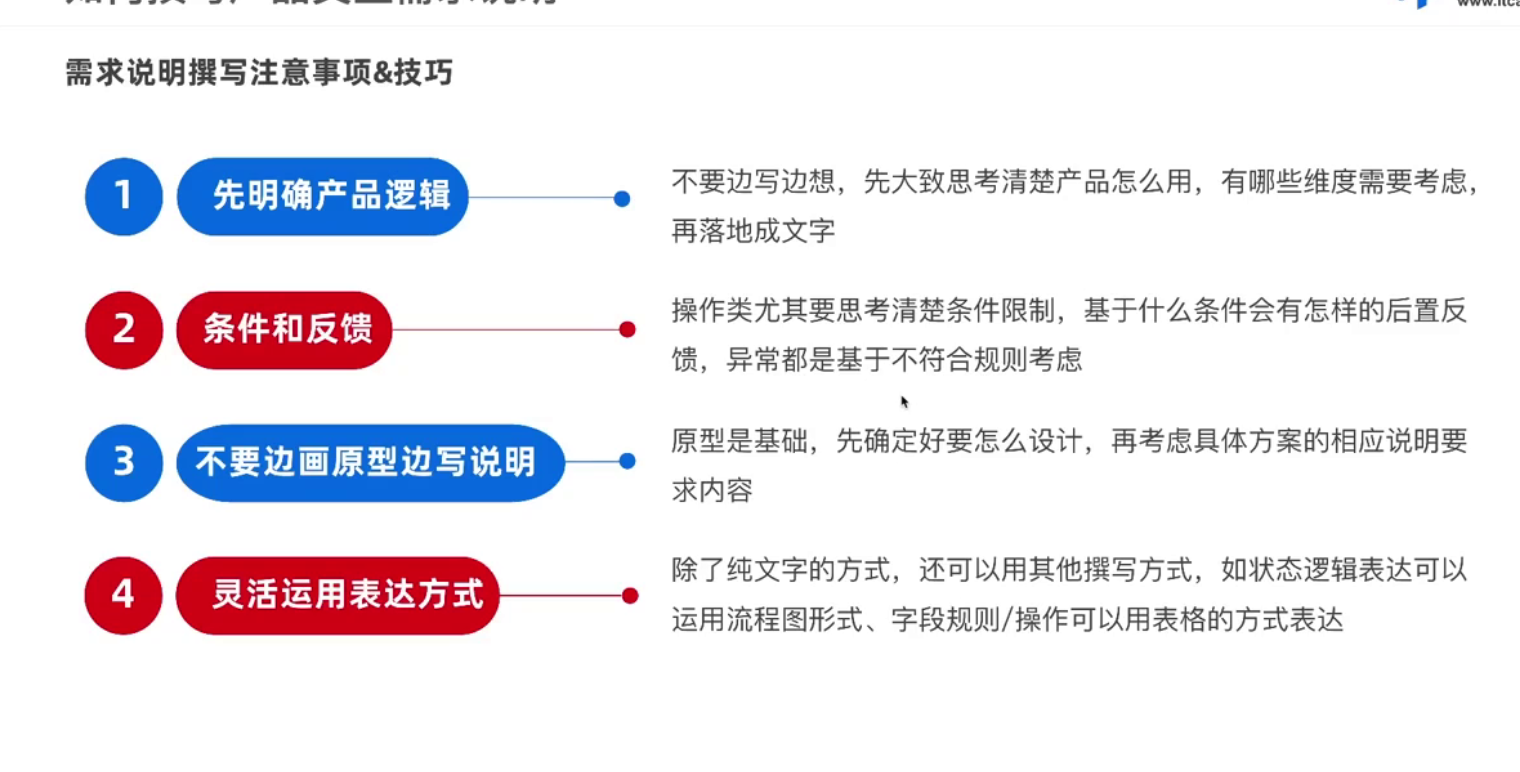 需求说明撰写注意事项&技巧
1 先明确产品逻辑
不要边写边想，先大致思考清楚产品怎么用，有哪些维度需要考虑，
再落地成文字
2 条件和反馈
操作类尤其要思考清楚条件限制，基于什么条件会有怎样的后置反
馈，异常都是基于不符合规则考虑
3 不要边画原型边写说明
原型是基础，先确定好要怎么设计，再考虑具体方案的相应说明要
求内容
4 灵活运用表达方式
除了纯文字的方式，还可以用其他撰写方式，如状态逻辑表达可以
运用流程图形式、字段规则/操作可以用表格的方式表达